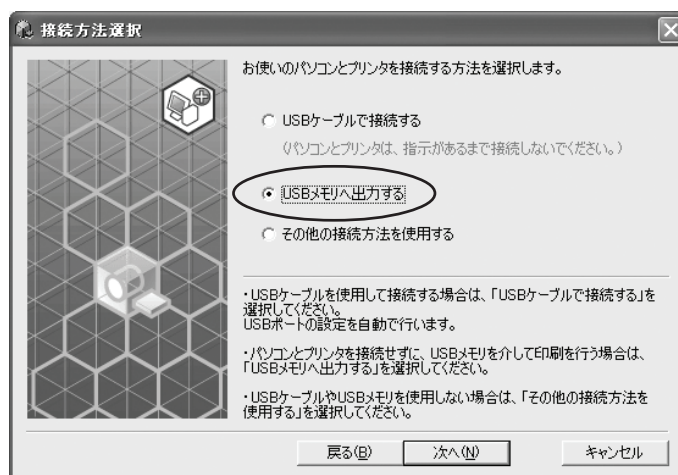 接続方法選択
お使いのパソコンとプリンタを接続する方法を選択します。
USBケーブルで接続する
(パソコンとプリンタは、指示があるまで接続しないでください。)
USBメモリへ出力する
その他の接続方法を使用する
・USBケーブルを使用して接続する場合は、「USBケーブルで接続する」を
選択してください。
USBポートの設定を自動で行います。
・パソコンとプリンタを接続せずに、USBメモリを介して印刷を行う場合は、
「USBメモリへ出力する」を選択してください。
・USBケーブルやUSBメモリを使用しない場合は、「その他の接続方法を
使用する」を選択してください。
戻る(B) 次へ(N) キャンセル